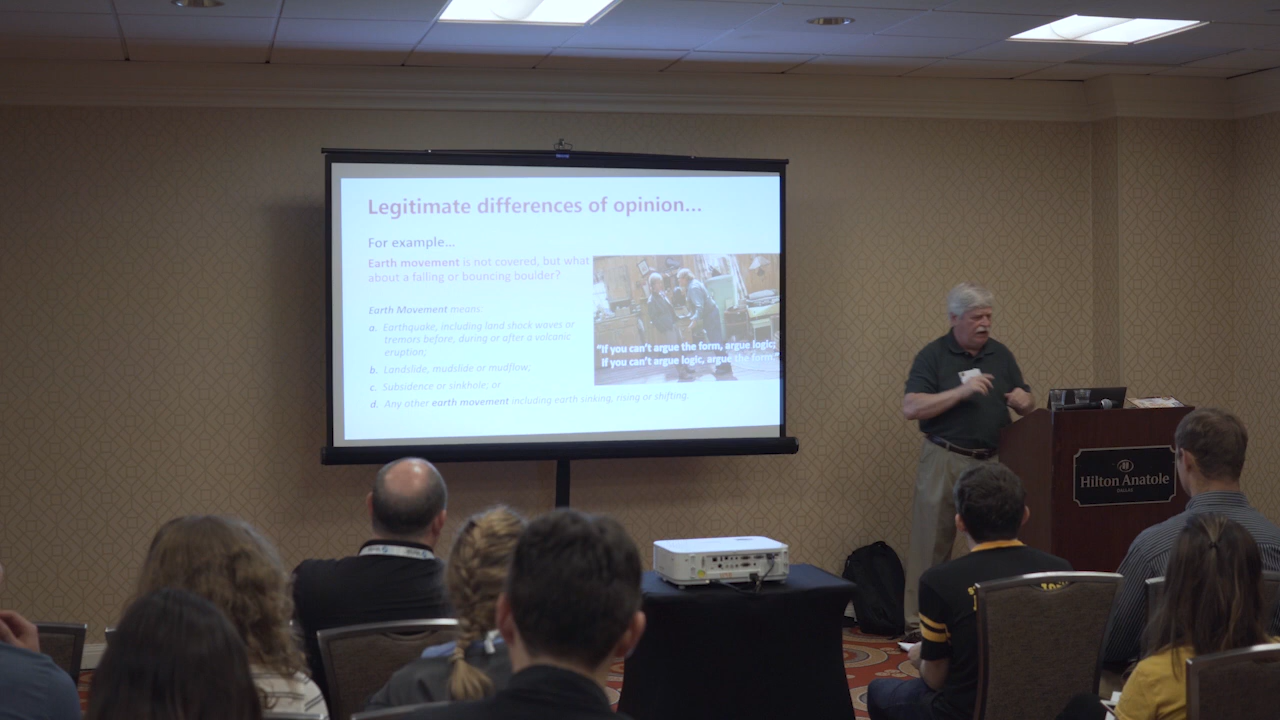 Legitimate differences of opinion...
For example...
Earth movement is not covered, but what
about a falling or bouncing boulder?
Earth Movement means:
a. Earthquake, including land shock waves or
tremors before, during or after a volcanic
eruption;
b. Landslide, mudslide or mudflow;
c. Subsidence or sinkhole, or
d. Any other earth movement including earth sinking, rising or shifting.
"If you can't argue the form, argue logic;
if you can't argue logic, argue the form."
Hilton Anatole
DALLAS